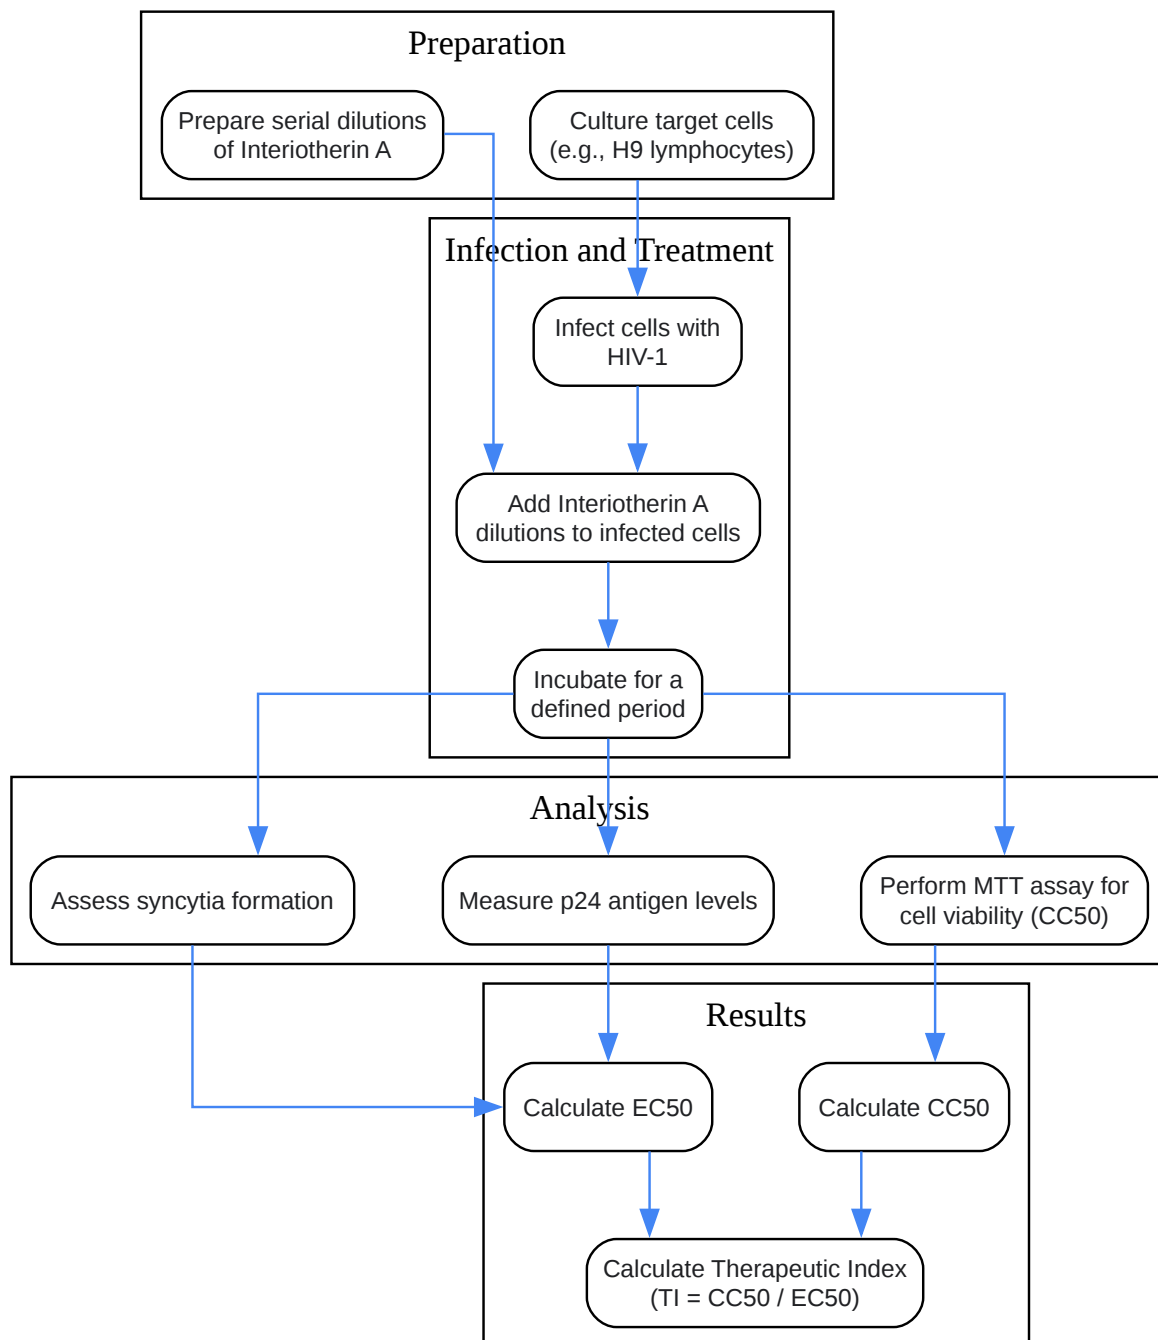 Preparation
Prepare serial dilutions
of Interiotherin A
Culture target cells
(e.g., H9 lymphocytes)
Infection and Treatment
Infect cells with
HIV-1
Add Interiotherin A
dilutions to infected cells
Incubate for a
defined period
Analysis
Assess syncytia formation
Measure p24 antigen levels
Perform MTT assay for
cell viability (CC50)
Results
Calculate EC50
Calculate CC50
Calculate Therapeutic Index
(TI = CC50 / EC50)